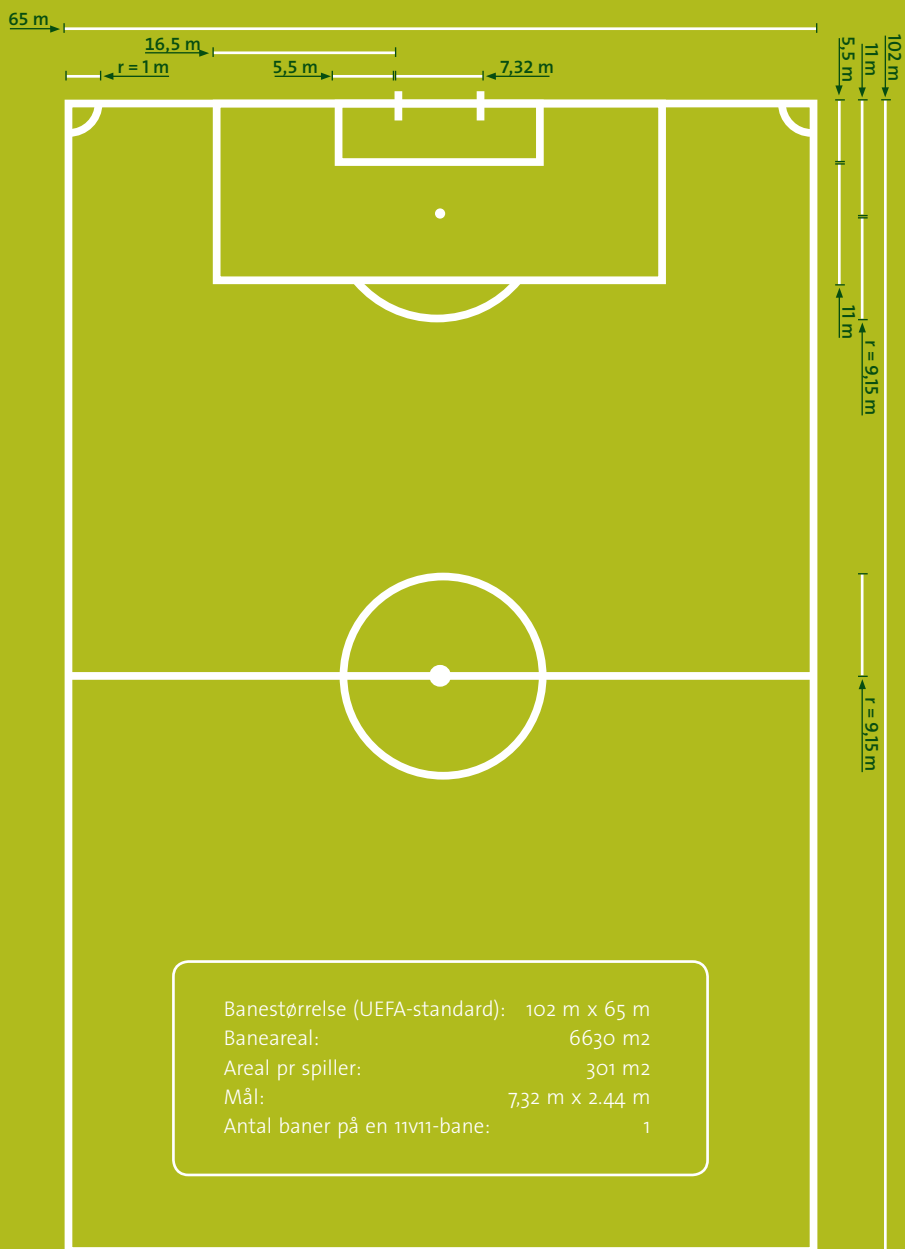 65 m
16,5 m
r = 1 m
5,5 m
7,32 m
5,5 m
11 m
102 m
11 m
r = 9,15 m
r = 9,15 m
Banestørrelse (UEFA-standard): 102 m x 65 m
Baneareal: 6630 m2
Areal pr spiller: 301 m2
Mål: 7,32 m x 2.44 m
Antal baner på en 11v11-bane: 1